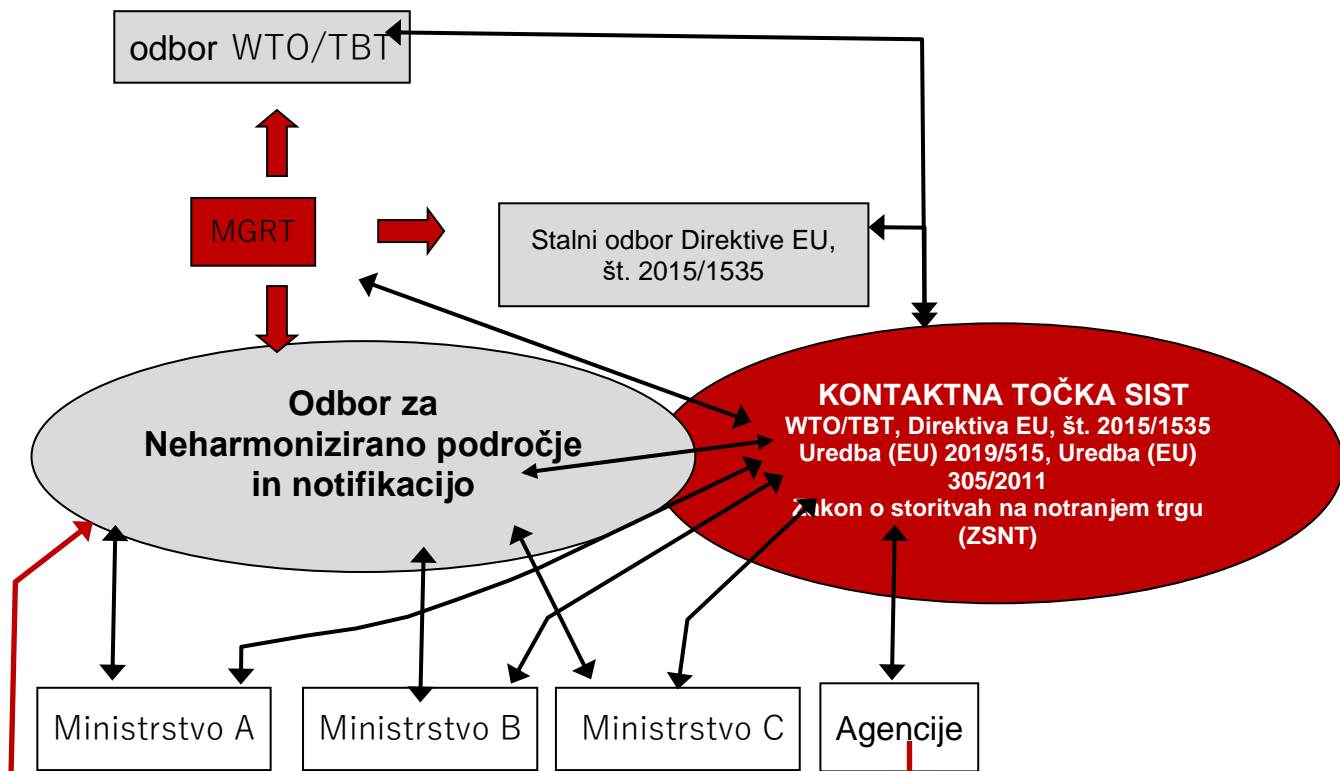 odbor WTO/TBT
MGRT
Stalni odbor Direktive EU,
št. 2015/1535
Odbor za
Neharmonizirano področje
in notifikacijo
KONTAKTNA TOČKA SIST
WTO/TBT, Direktiva EU, št. 2015/1535
Uredba (EU) 2019/515, Uredba (EU)
305/2011
Zakon o storitvah na notranjem trgu
(ZSNT)
Ministrstvo A
Ministrstvo B
Ministrstvo C
Agencije